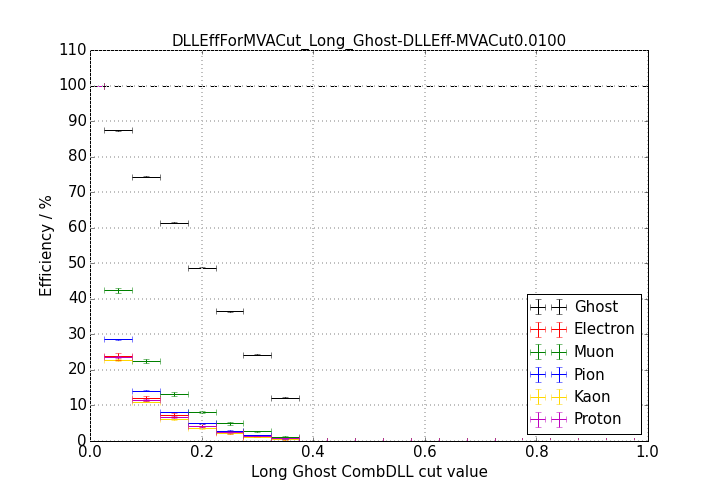 DLLEffForMVACut_Long_Ghost-DLLEff-MVACut0.0100
110
100
90
80
70
60
50
40
30
20
10
0
Efficiency / %
0.0 0.2 0.4 0.6 0.8 1.0
Long Ghost CombDLL cut value
Ghost
Electron
Muon
Pion
Kaon
Proton